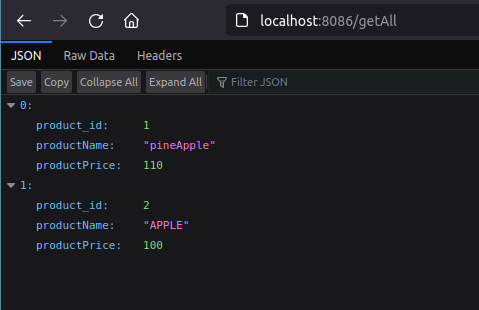 localhost:8086/getAll
JSON Raw Data Headers
Save Copy Collapse All Expand All Filter JSON
0:
product_id: 1
productName: "pineApple"
productPrice: 110
1:
product_id: 2
productName: "APPLE"
productPrice: 100